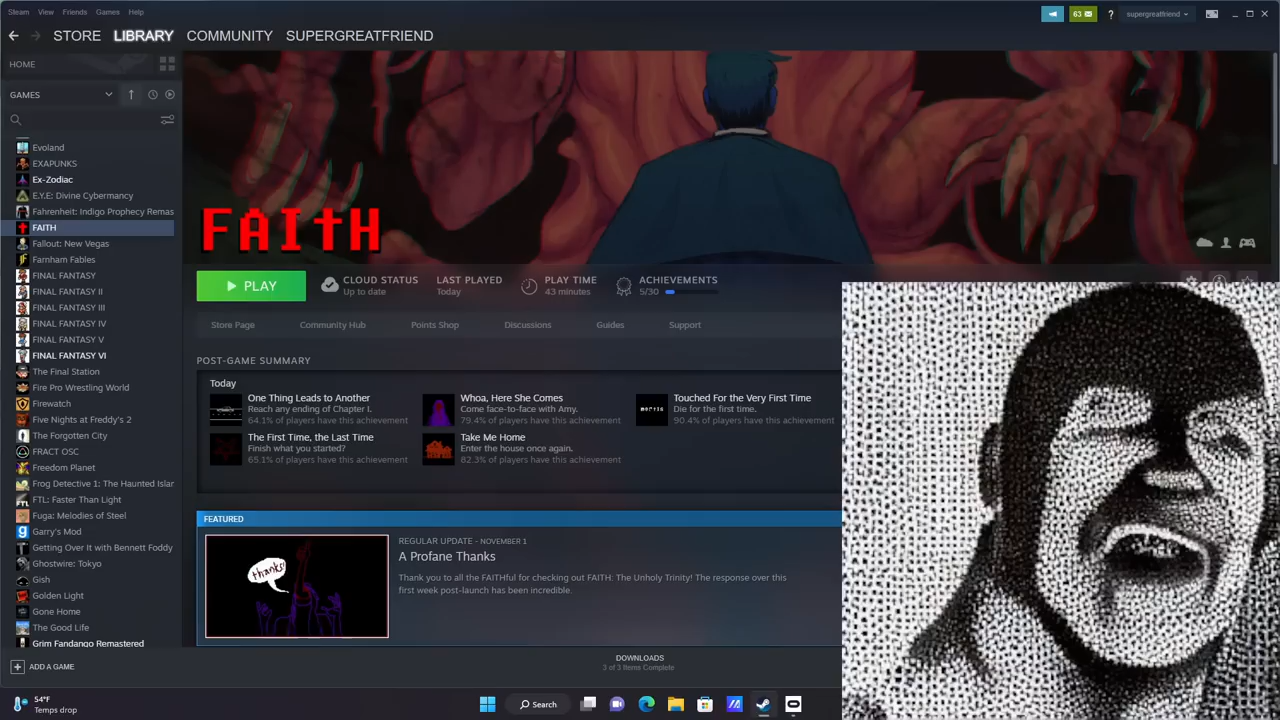 Steam View Friends Games Help
63
?
supergreatfriend
STORE LIBRARY COMMUNITY SUPERGREATFRIEND
HOME
GAMES
Evoland
EXAPUNKS
Ex-Zodiac
E.Y.E: Divine Cybermancy
Fahrenheit: Indigo Prophecy Remas
FAITH
Fallout: New Vegas
Farnham Fables
FINAL FANTASY
FINAL FANTASY II
FINAL FANTASY III
FINAL FANTASY IV
FINAL FANTASY V
FINAL FANTASY VI
The Final Station
Fire Pro Wrestling World
Firewatch
Five Nights at Freddy's 2
The Forgotten City
FRACT OSC
Freedom Planet
Frog Detective 1: The Haunted Islar
FTL: Faster Than Light
Fuga: Melodies of Steel
Garry's Mod
Getting Over It with Bennett Foddy
Ghostwire: Tokyo
Gish
Golden Light
Gone Home
The Good Life
Grim Fandango Remastered
ADD A GAME
FAITH
PLAY
CLOUD STATUS
Up to date
LAST PLAYED
Today
PLAY TIME
43 minutes
ACHIEVEMENTS
5/30
Store Page Community Hub Points Shop Discussions Guides Support
POST-GAME SUMMARY
Today
One Thing Leads to Another
Reach any ending of Chapter I.
64.1% of players have this achievement
Whoa, Here She Comes
Come face-to-face with Amy.
79.4% of players have this achievement
MORTIS
Touched For the Very First Time
Die for the first time.
90.4% of players have this achievement
The First Time, the Last Time
Finish what you started?
65.1% of players have this achievement
Take Me Home
Enter the house once again.
82.3% of players have this achievement
FEATURED
thanks!
REGULAR UPDATE - NOVEMBER 1
A Profane Thanks
Thank you to all the FAITHful for checking out FAITH: The Unholy Trinity! The response over this
first week post-launch has been incredible.
DOWNLOADS
3 of 3 Items Complete
54°F
Temps drop
Search